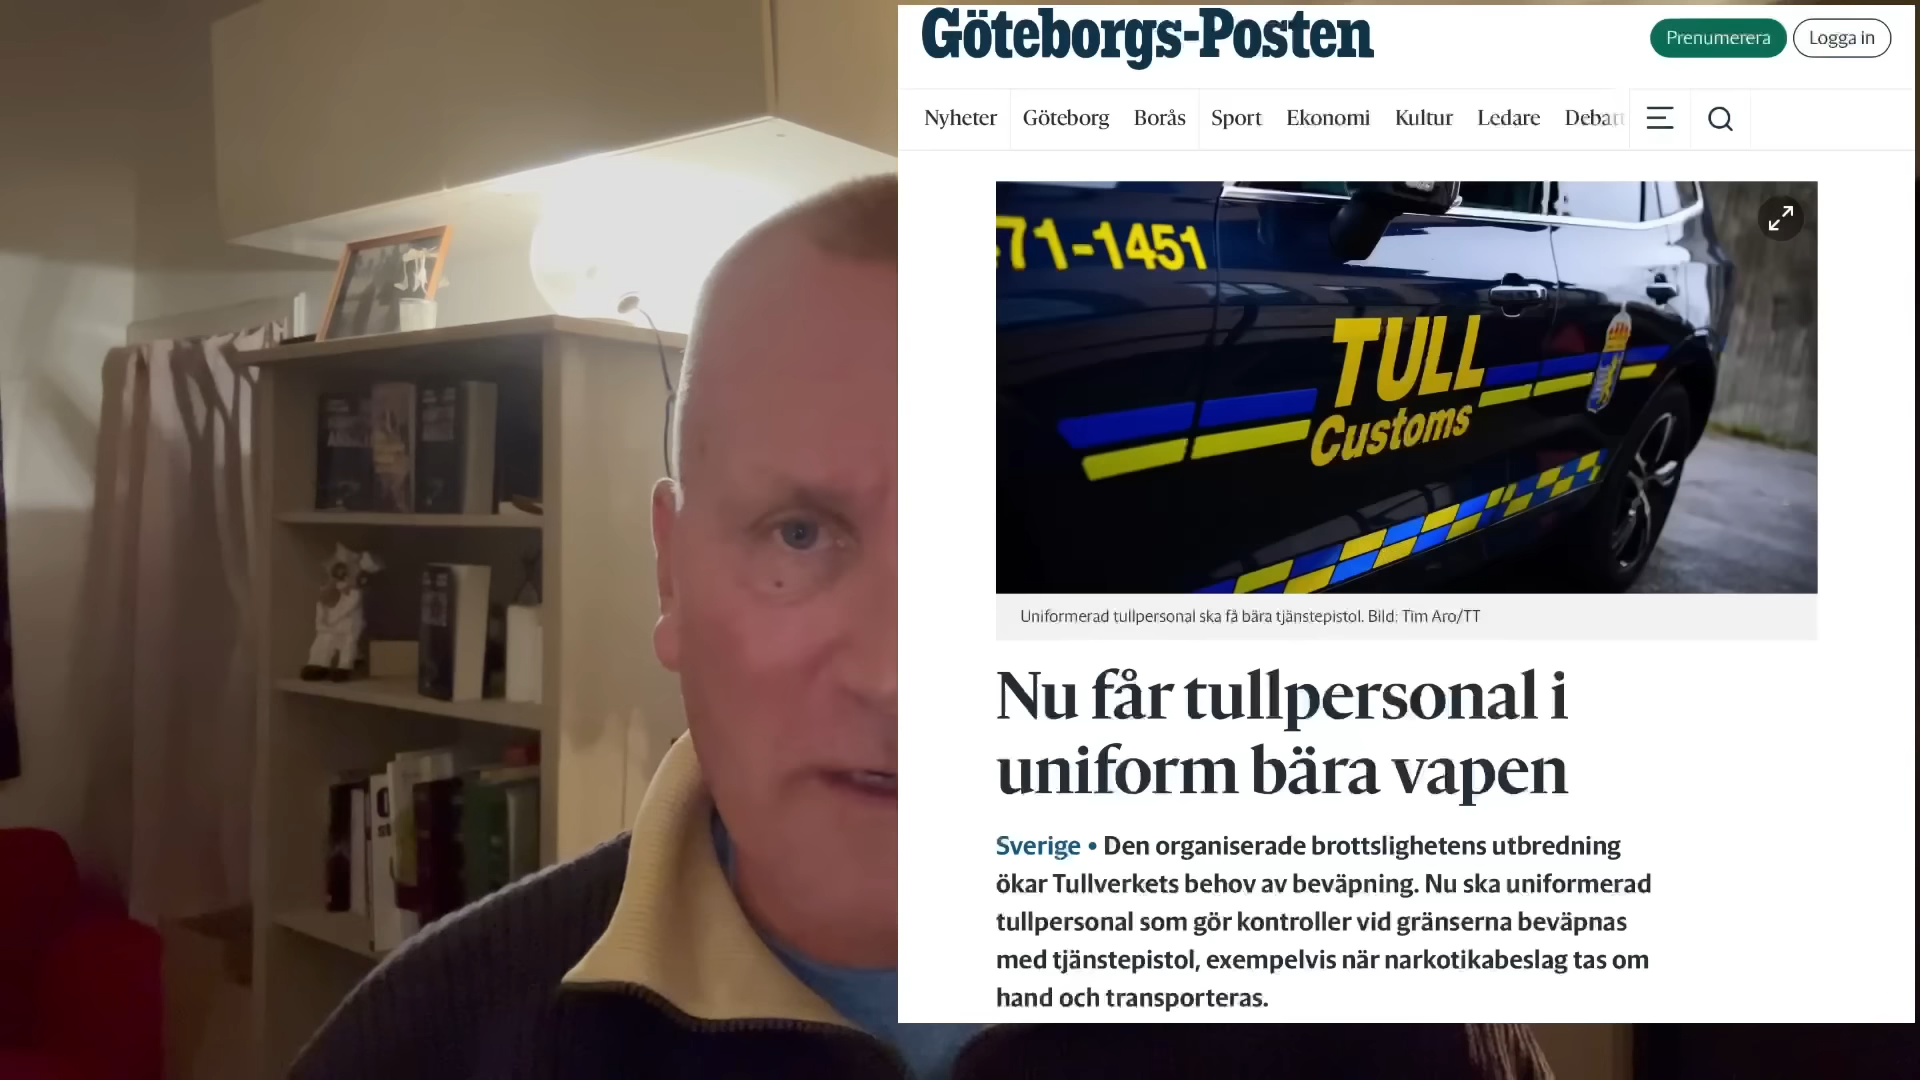 Göteborgs-Posten
Prenumerera
Logga in
Nyheter Göteborg Borås Sport Ekonomi Kultur Ledare Debatt
71-1451
TULL
Customs
Uniformerad tullpersonal ska få bära tjänstepistol. Bild: Tim Aro/TT
Nu får tullpersonal i
uniform bära vapen
Sverige • Den organiserade brottslighetens utbredning
ökar Tullverkets behov av beväpning. Nu ska uniformerad
tullpersonal som gör kontroller vid gränserna beväpnas
med tjänstepistol, exempelvis när narkotikabeslag tas om
hand och transporteras.